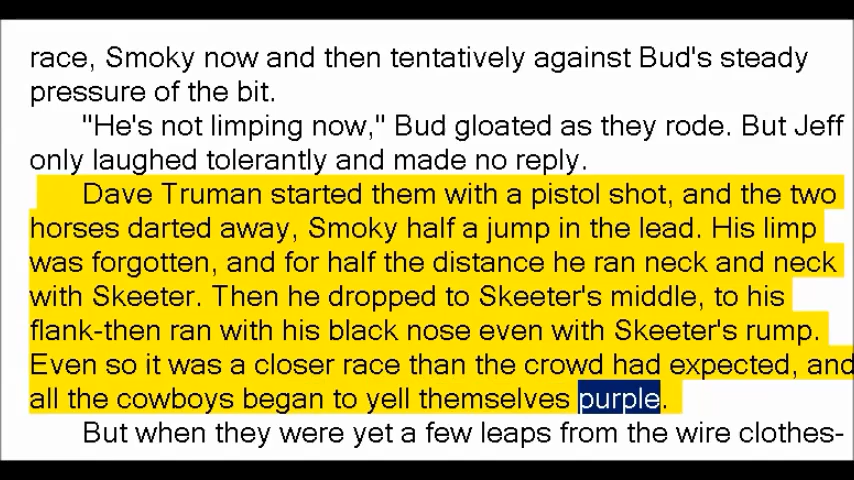 race, Smoky now and then tentatively against Bud's steady
pressure of the bit.
"He's not limping now," Bud gloated as they rode. But Jeff
only laughed tolerantly and made no reply.
Dave Truman started them with a pistol shot, and the two
horses darted away, Smoky half a jump in the lead. His limp
was forgotten, and for half the distance he ran neck and neck
with Skeeter. Then he dropped to Skeeter's middle, to his
flank-then ran with his black nose even with Skeeter's rump.
Even so it was a closer race than the crowd had expected, and
all the cowboys began to yell themselves purple.
But when they were yet a few leaps from the wire clothes-